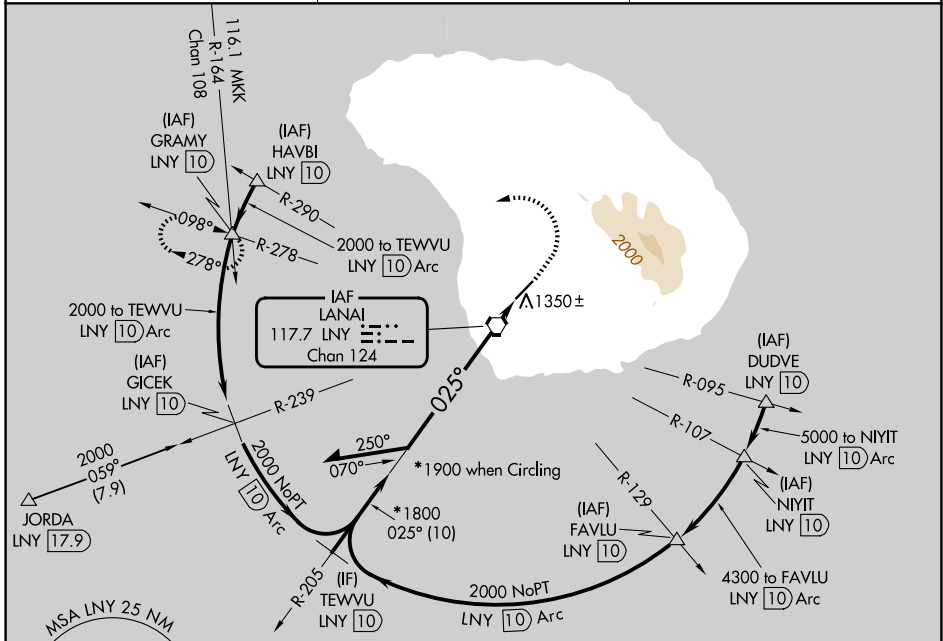 116.1 MKK
R-164
Chan 108
(IAF)
GRAMY
LNY 10
(IAF)
HAVBI
LNY 10
R-290
098°
R-278
278°
2000 to TEWVU
LNY 10 Arc
2000 to TEWVU
LNY 10 Arc
2000
IAF
LANAI
117.7 LNY
Chan 124
1350±
(IAF)
GICEK
LNY 10
R-239
025°
(IAF)
DUDVE
LNY 10
R-095
R-107
5000 to NIYIT
LNY 10 Arc
2000
059°
(7.9)
JORDA
LNY 17.9
2000 NoPT
LNY 10 Arc
250°
070°
*1900 when Circling
*1800
025° (10)
R-129
(IAF)
NIYIT
LNY 10
(IAF)
FAVLU
LNY 10
R-205
(IF)
TEWVU
LNY 10
2000 NoPT
LNY 10 Arc
4300 to FAVLU
LNY 10 Arc
MSA LNY 25 NM